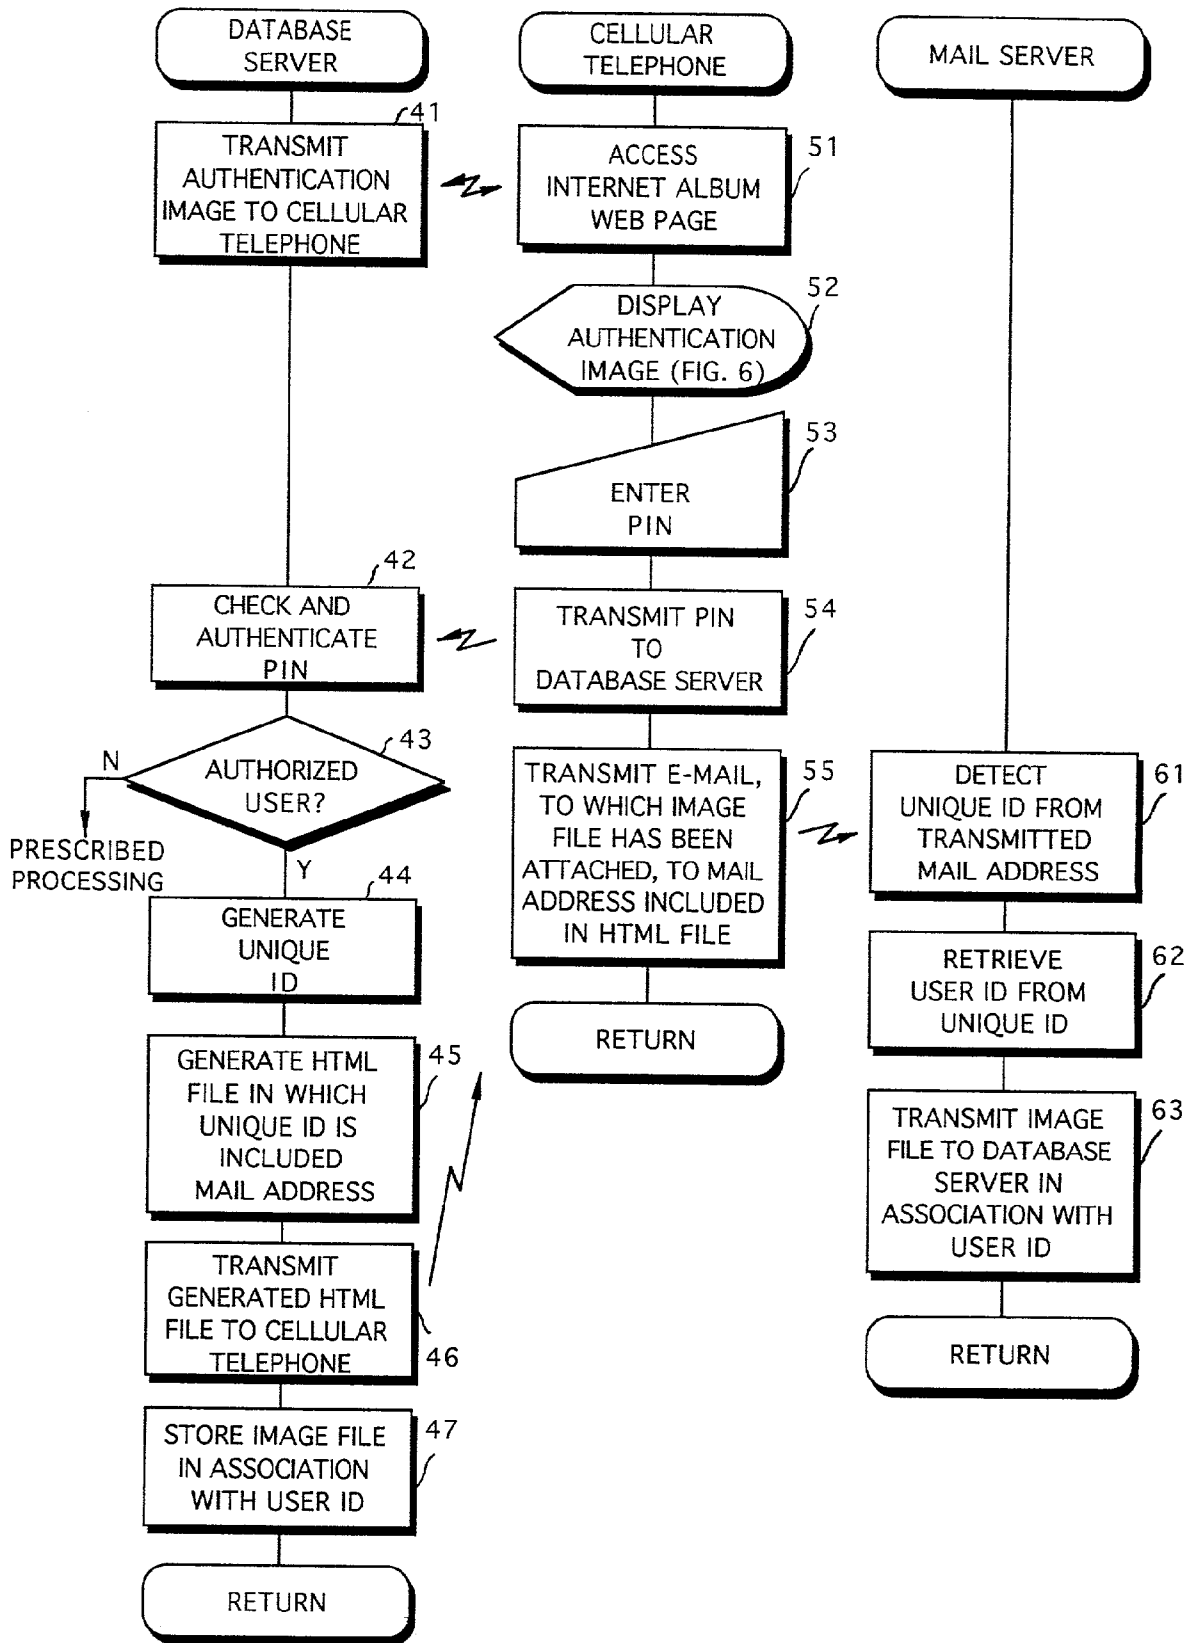 DATABASE
SERVER
41
TRANSMIT
AUTHENTICATION
IMAGE TO CELLULAR
TELEPHONE
42
CHECK AND
AUTHENTICATE
PIN
43
AUTHORIZED
USER?
N
PRESCRIBED
PROCESSING
Y
44
GENERATE
UNIQUE
ID
GENERATE HTML
FILE IN WHICH
UNIQUE ID IS
INCLUDED
MAIL ADDRESS
45
TRANSMIT
GENERATED HTML
FILE TO CELLULAR
TELEPHONE
46
STORE IMAGE FILE
IN ASSOCIATION
WITH USER ID
47
RETURN
CELLULAR
TELEPHONE
ACCESS
INTERNET ALBUM
WEB PAGE
51
DISPLAY
AUTHENTICATION
IMAGE (FIG. 6)
52
ENTER
PIN
53
TRANSMIT PIN
TO
DATABASE SERVER
54
TRANSMIT E-MAIL,
TO WHICH IMAGE
FILE HAS BEEN
ATTACHED, TO MAIL
ADDRESS INCLUDED
IN HTML FILE
55
RETURN
MAIL SERVER
DETECT
UNIQUE ID FROM
TRANSMITTED
MAIL ADDRESS
61
RETRIEVE
USER ID FROM
UNIQUE ID
62
TRANSMIT IMAGE
FILE TO DATABASE
SERVER IN
ASSOCIATION WITH
USER ID
63
RETURN